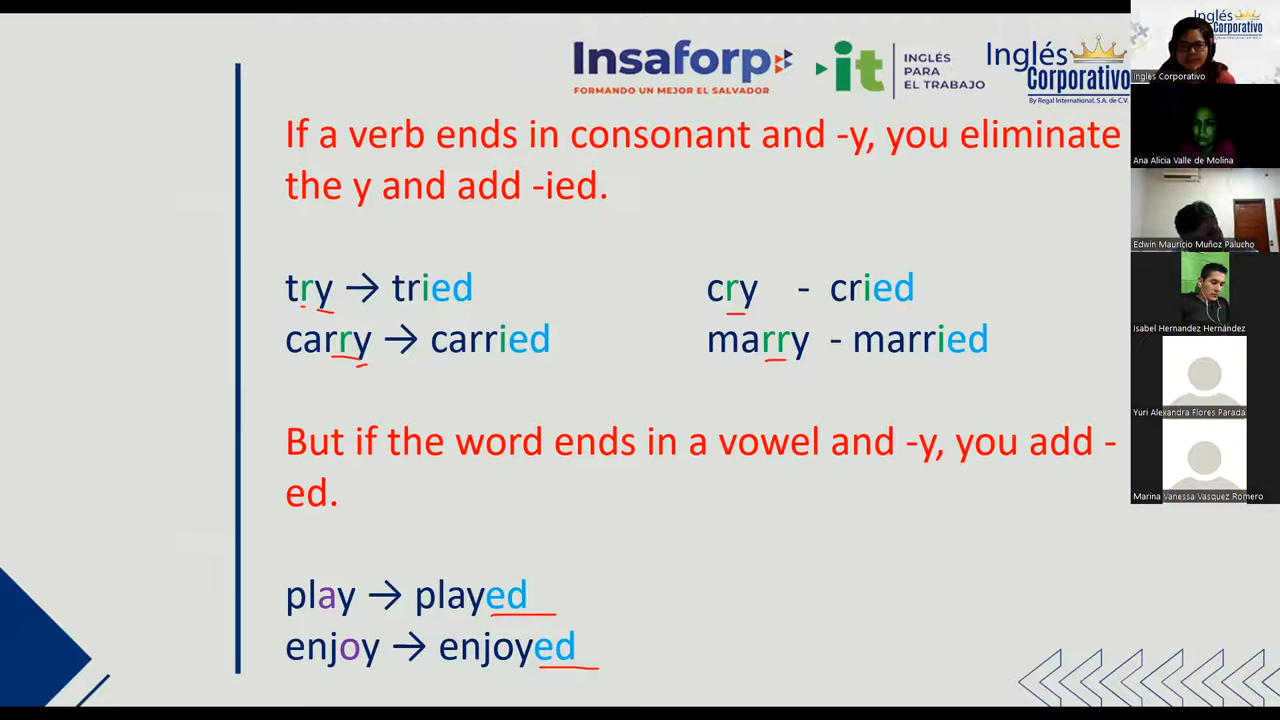 Insaforp
FORMANDO UN MEJOR EL SALVADOR
it
INGLÉS
PARA
EL TRABAJO
Inglés
Corporativo
By Regal International, S.A. de C.V.
If a verb ends in consonant and -y, you eliminate
the y and add -ied.
try → tried
cry - cried
carry → carried
marry - married
But if the word ends in a vowel and -y, you add -
ed.
play → played
enjoy → enjoyed
Inglés
Corporativo
Inglés Corporativo
Ana Alicia Valle de Molina
Edwin Mauricio Muñoz Palucho
Isabel Hernandez Hernández
Yuri Alexandra Flores Parada
Marina Vanessa Vasquez Romero